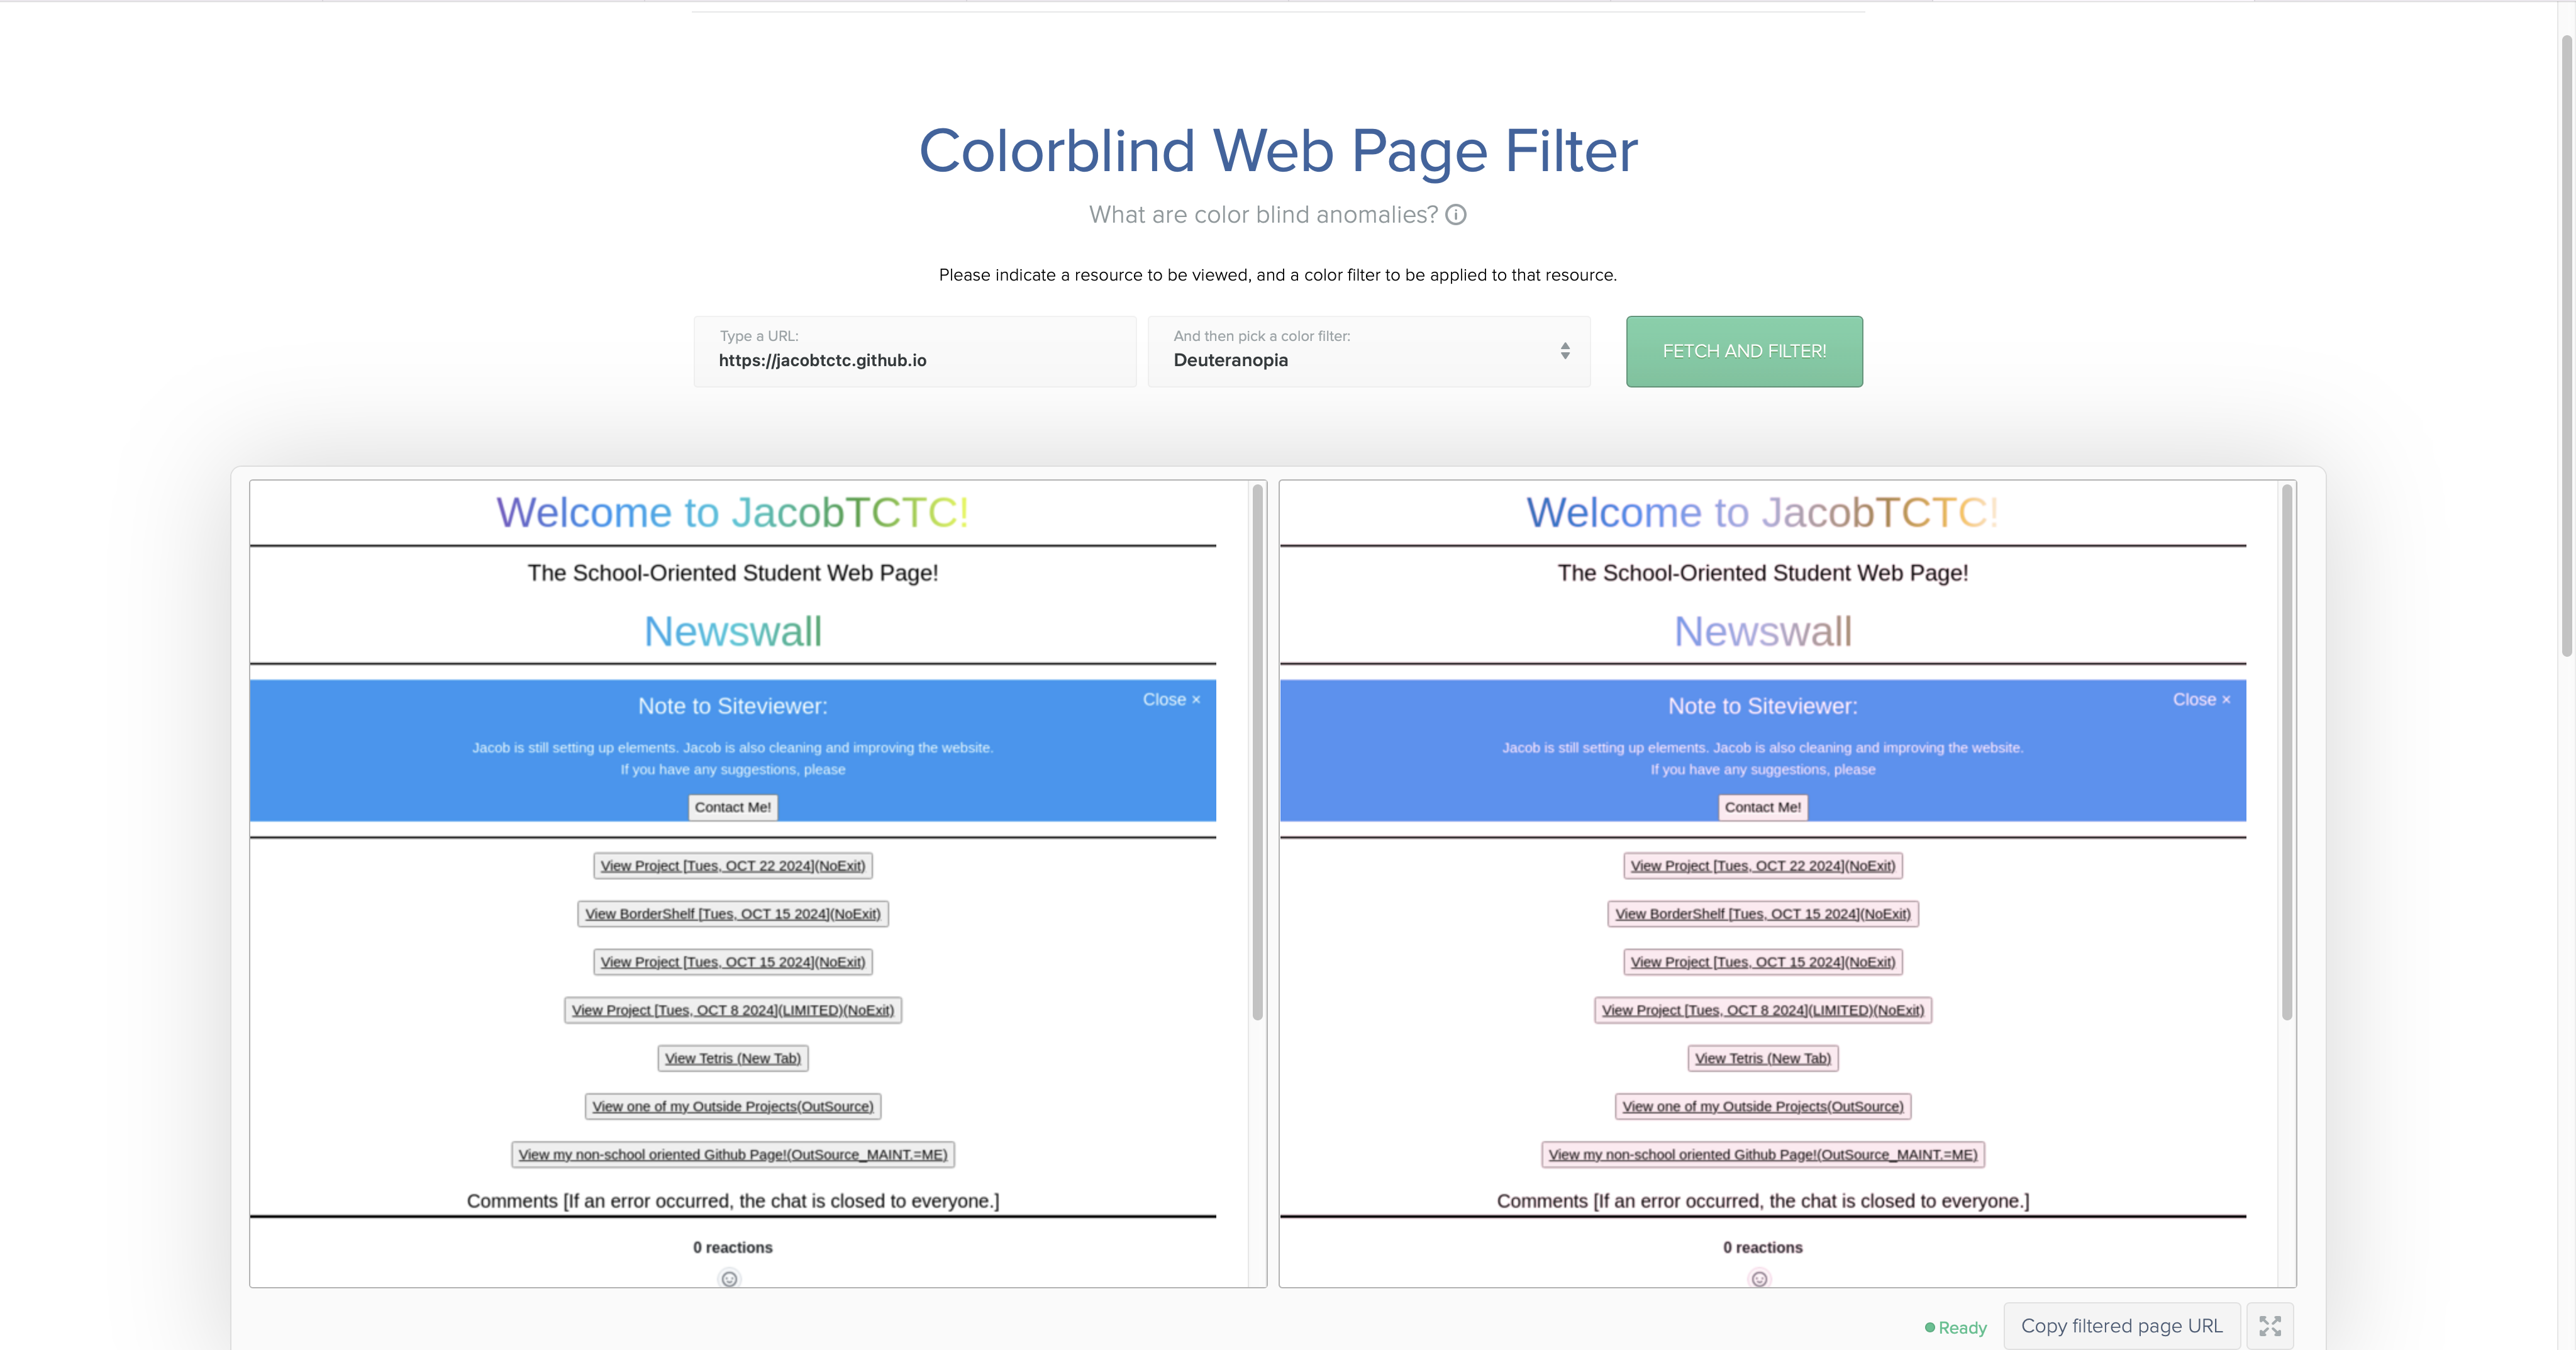 Colorblind Web Page Filter
What are color blind anomalies?
Please indicate a resource to be viewed, and a color filter to be applied to that resource.
Type a URL:
https://jacobtctc.github.io
And then pick a color filter:
Deuteranopia
FETCH AND FILTER!
Welcome to JacobTCTC!
The School-Oriented Student Web Page!
Newswall
Note to Siteviewer:
Close ×
Jacob is still setting up elements. Jacob is also cleaning and improving the website.
If you have any suggestions, please
Contact Me!
View Project [Tues, OCT 22 2024](NoExit)
View BorderShelf [Tues, OCT 15 2024](NoExit)
View Project [Tues, OCT 15 2024](NoExit)
View Project [Tues, OCT 8 2024](LIMITED)(NoExit)
View Tetris (New Tab)
View one of my Outside Projects(OutSource)
View my non-school oriented Github Page!(OutSource_MAINT.=ME)
Comments [If an error occurred, the chat is closed to everyone.]
0 reactions
Welcome to JacobTCTC!
The School-Oriented Student Web Page!
Newswall
Note to Siteviewer:
Close ×
Jacob is still setting up elements. Jacob is also cleaning and improving the website.
If you have any suggestions, please
Contact Me!
View Project [Tues, OCT 22 2024](NoExit)
View BorderShelf [Tues, OCT 15 2024](NoExit)
View Project [Tues, OCT 15 2024](NoExit)
View Project [Tues, OCT 8 2024](LIMITED)(NoExit)
View Tetris (New Tab)
View one of my Outside Projects(OutSource)
View my non-school oriented Github Page!(OutSource_MAINT.=ME)
Comments [If an error occurred, the chat is closed to everyone.]
0 reactions
Ready
Copy filtered page URL